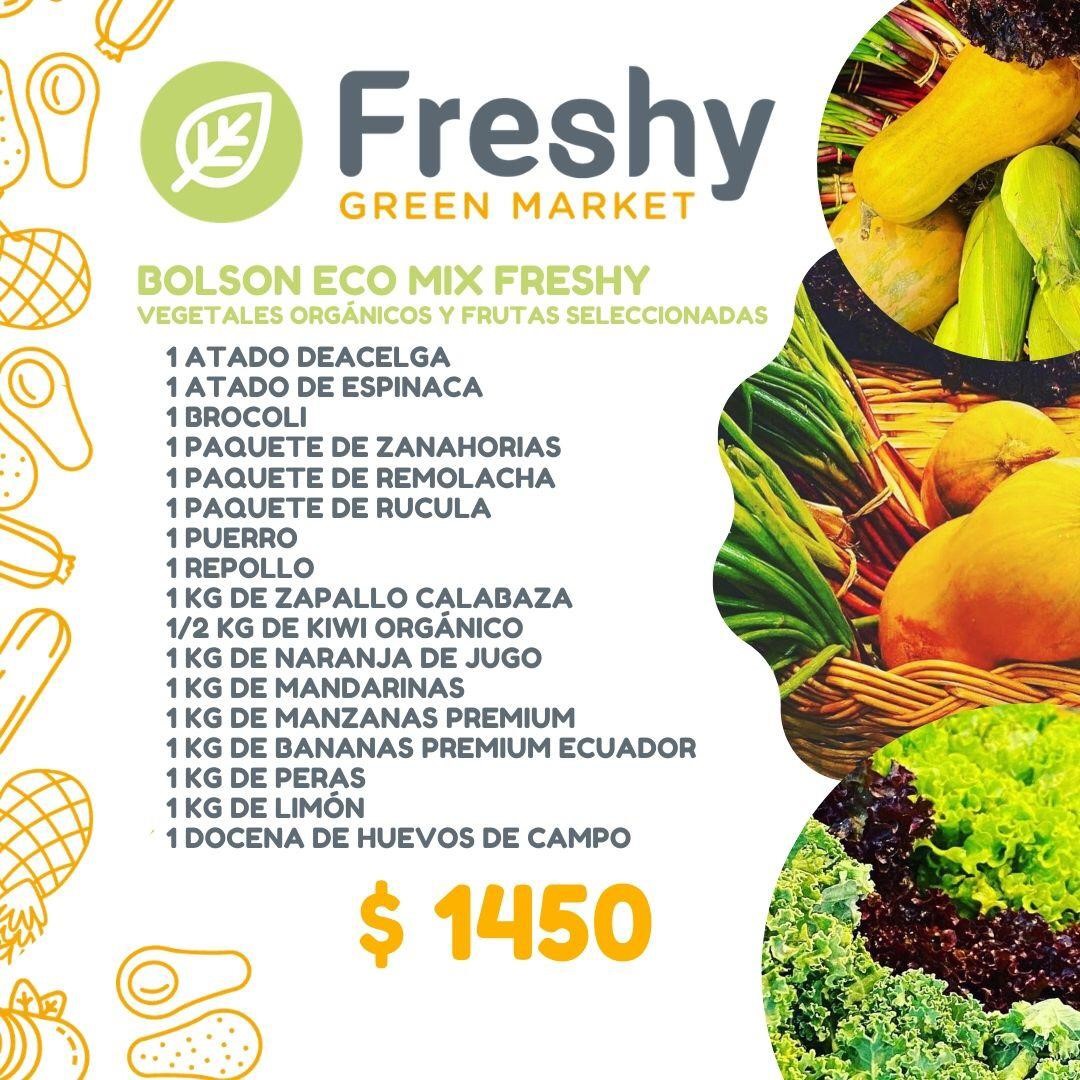 Freshy
GREEN MARKET
BOLSON ECO MIX FRESHY
VEGETALES ORGÁNICOS Y FRUTAS SELECCIONADAS
1 ATADO DEACELGA
1 ATADO DE ESPINACA
1 BROCOLI
1 PAQUETE DE ZANAHORIAS
1 PAQUETE DE REMOLACHA
1 PAQUETE DE RUCULA
1 PUERRO
1 REPOLLO
1 KG DE ZAPALLO CALABAZA
1/2 KG DE KIWI ORGÁNICO
1 KG DE NARANJA DE JUGO
1 KG DE MANDARINAS
1 KG DE MANZANAS PREMIUM
1 KG DE BANANAS PREMIUM ECUADOR
1 KG DE PERAS
1 KG DE LIMÓN
1 DOCENA DE HUEVOS DE CAMPO
$ 1450